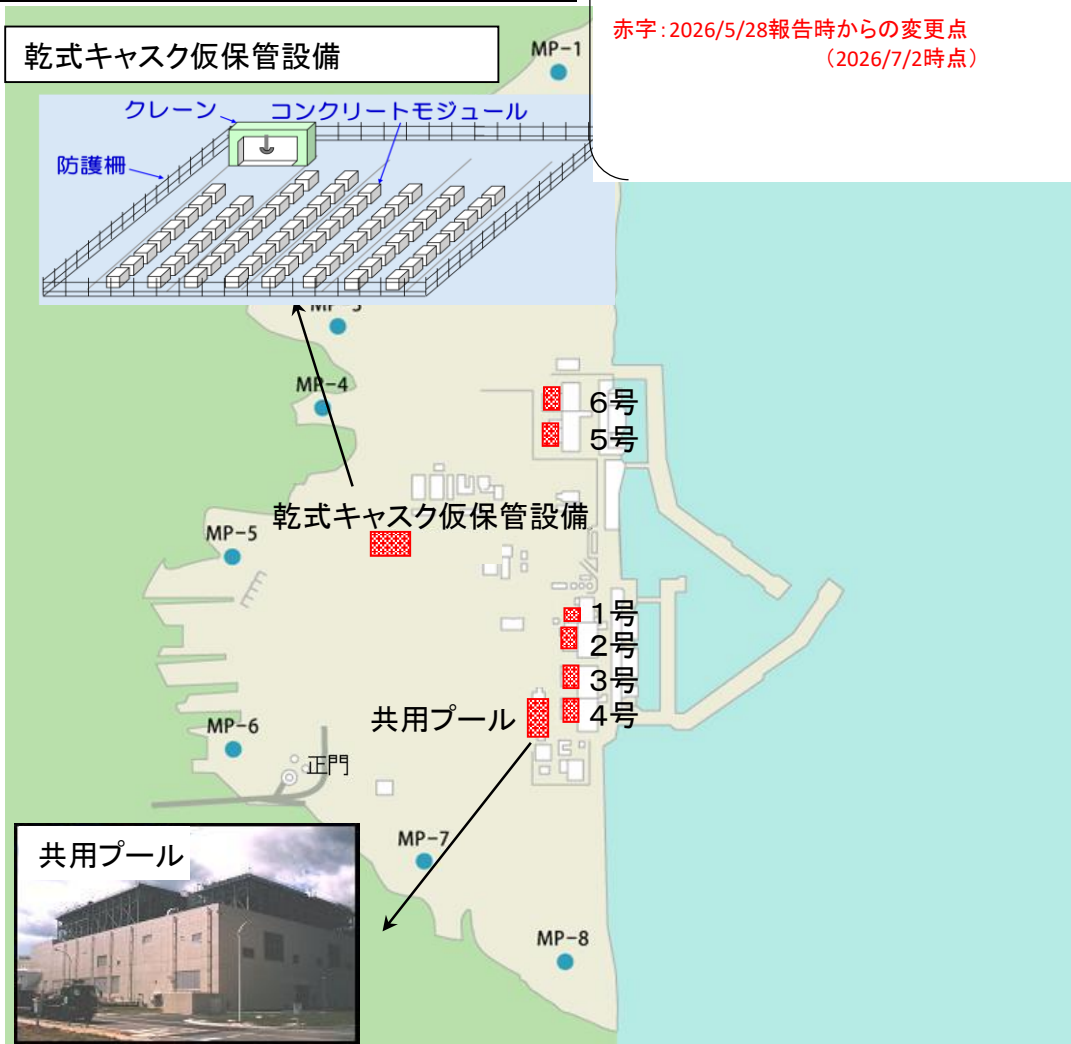 赤字：2026/5/28報告時からの変更点
（2026/7/2時点）
乾式キャスク仮保管設備
MP-1
クレーン
コンクリートモジュール
防護柵
MP-4
6号
5号
乾式キャスク仮保管設備
MP-5
1号
2号
3号
4号
共用プール
MP-6
正門
MP-7
共用プール
MP-8